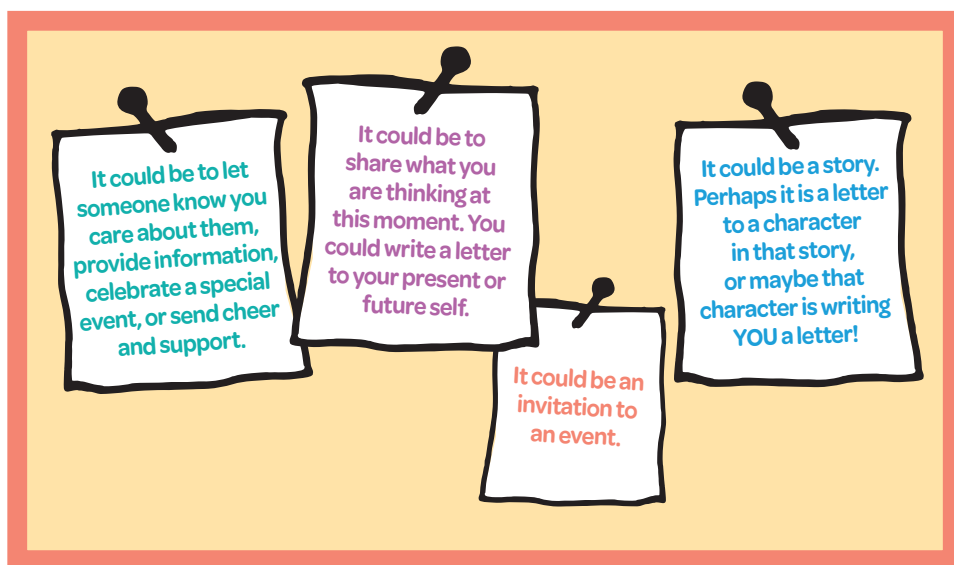 It could be to let
someone know you
care about them,
provide information,
celebrate a special
event, or send cheer
and support.
It could be to
share what you
are thinking at
this moment. You
could write a letter
to your present or
future self.
It could be an
invitation to
an event.
It could be a story.
Perhaps it is a letter
to a character
in that story,
or maybe that
character is writing
YOU a letter!